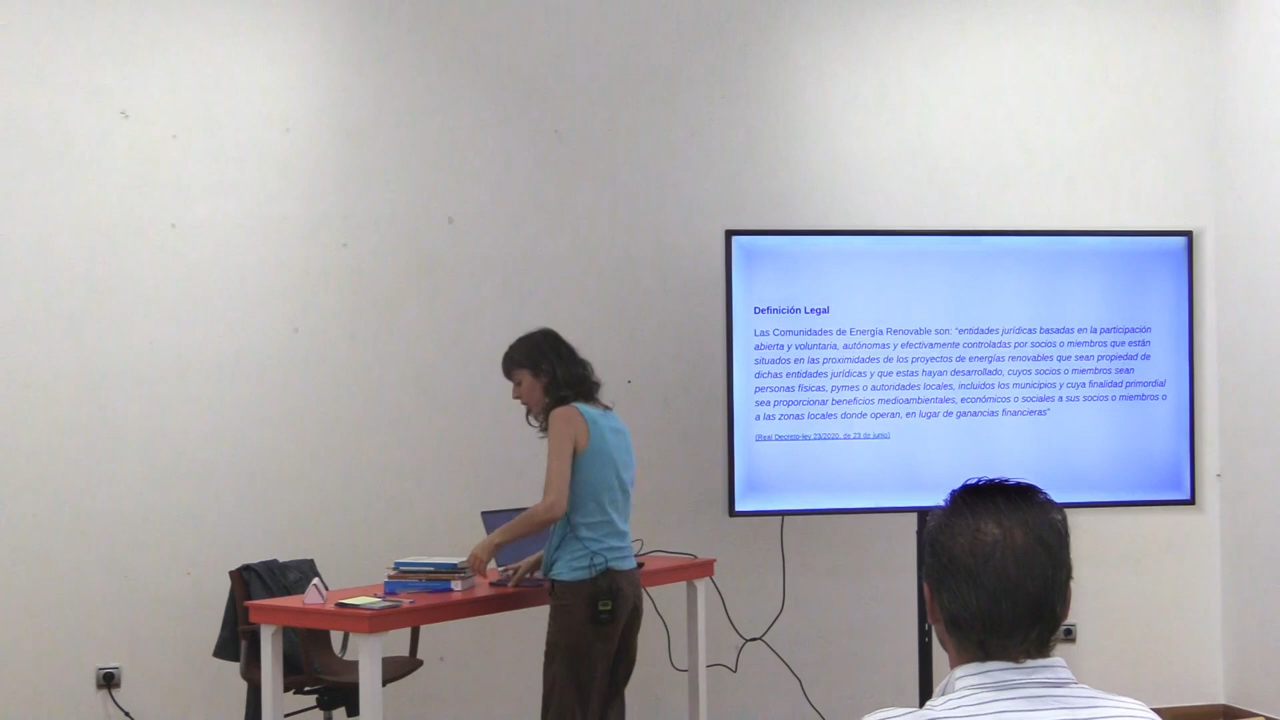 Definición Legal
Las Comunidades de Energía Renovable son: “entidades jurídicas basadas en la participación
abierta y voluntaria, autónomas y efectivamente controladas por socios o miembros que están
situados en las proximidades de los proyectos de energías renovables que sean propiedad de
dichas entidades jurídicas y que estas hayan desarrollado, cuyos socios o miembros sean
personas físicas, pymes o autoridades locales, incluidos los municipios y cuya finalidad primordial
sea proporcionar beneficios medioambientales, económicos o sociales a sus socios o miembros o
a las zonas locales donde operan, en lugar de ganancias financieras”
(Real Decreto-ley 23/2020, de 23 de junio)